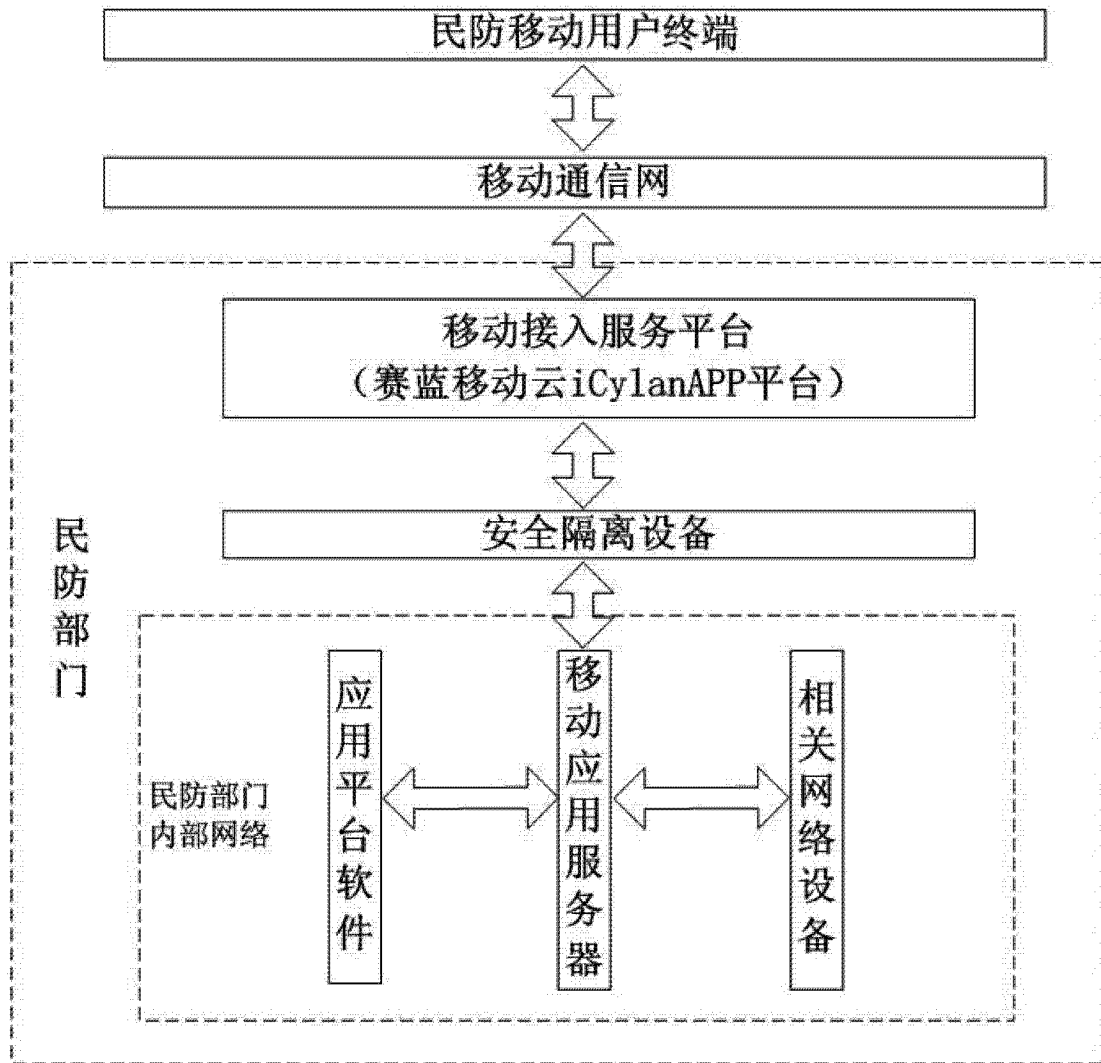 民防移动用户终端
移动通信网
移动接入服务平台
（赛蓝移动云iCylanAPP平台）
安全隔离设备
民防部门
民防部门
内部网络
应用平台软件
移动应用服务器
相关网络设备